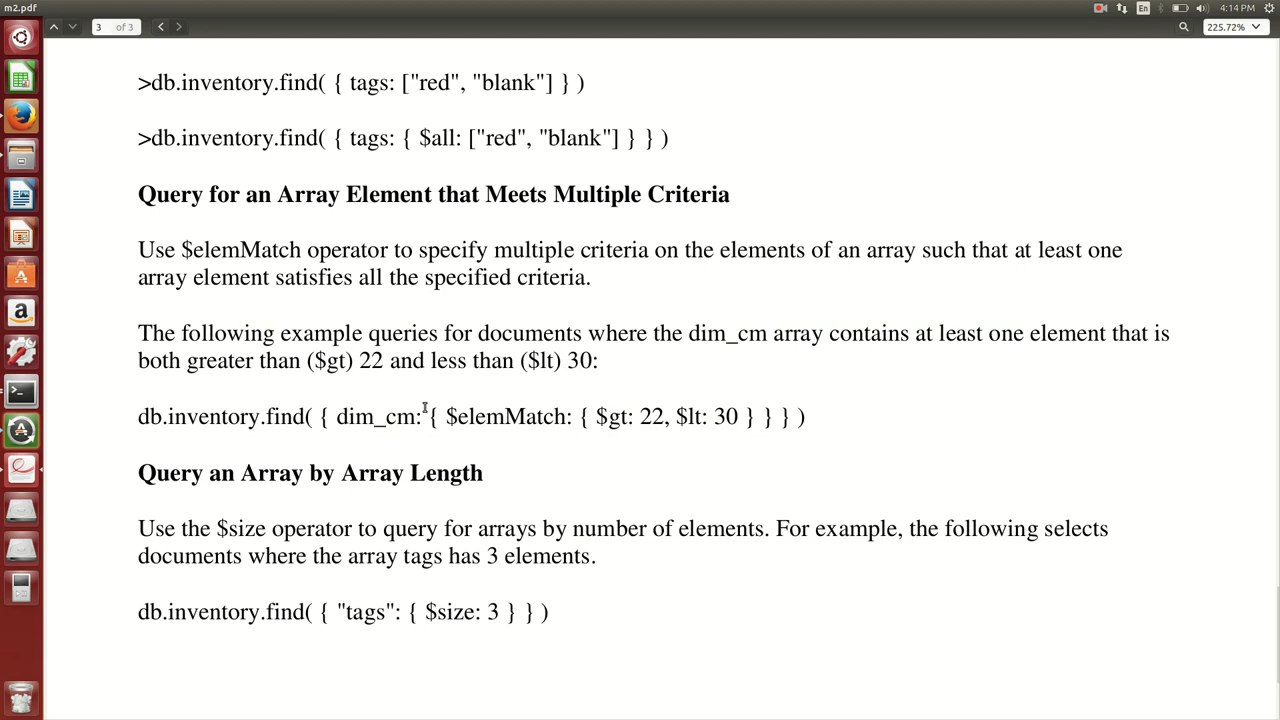 m2.pdf
En
4:14 PM
3 of 3
225.72%
>db.inventory.find( { tags: ["red", "blank"] } )
>db.inventory.find( { tags: { $all: ["red", "blank"] } } )
Query for an Array Element that Meets Multiple Criteria
Use $elemMatch operator to specify multiple criteria on the elements of an array such that at least one
array element satisfies all the specified criteria.
The following example queries for documents where the dim_cm array contains at least one element that is
both greater than ($gt) 22 and less than ($lt) 30:
db.inventory.find( { dim_cm: { $elemMatch: { $gt: 22, $lt: 30 } } } )
Query an Array by Array Length
Use the $size operator to query for arrays by number of elements. For example, the following selects
documents where the array tags has 3 elements.
db.inventory.find( { "tags": { $size: 3 } } )